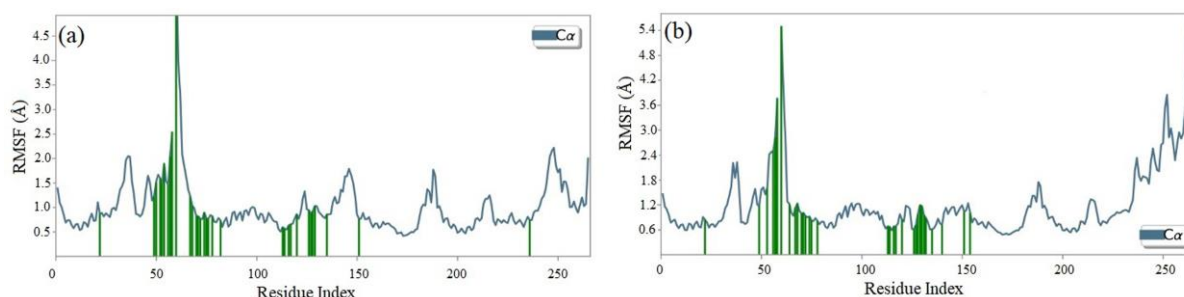 (a)
Cα
4.5
4.0
3.5
3.0
2.5
2.0
1.5
1.0
0.5
RMSF (Å)
0 50 100 150 200 250
Residue Index
(b)
5.4
4.8
4.2
3.6
3.0
2.4
1.8
1.2
0.6
RMSF (Å)
Cα
0 50 100 150 200 250
Residue Index